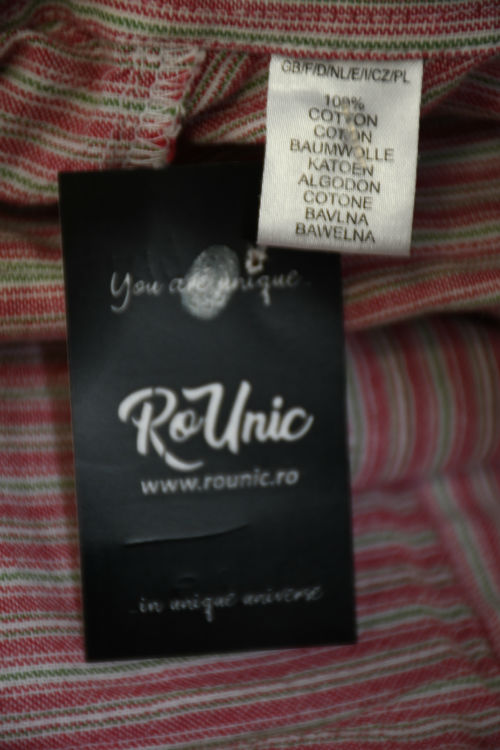 GB/F/D/NL/E/I/CZ/PL
100%
COTTON
COTON
BAUMWOLLE
KATOEN
ALGODON
COTONE
BAVLNA
BAWELNA
You are unique..
RoUnic
www.rounic.ro
..in unique universe